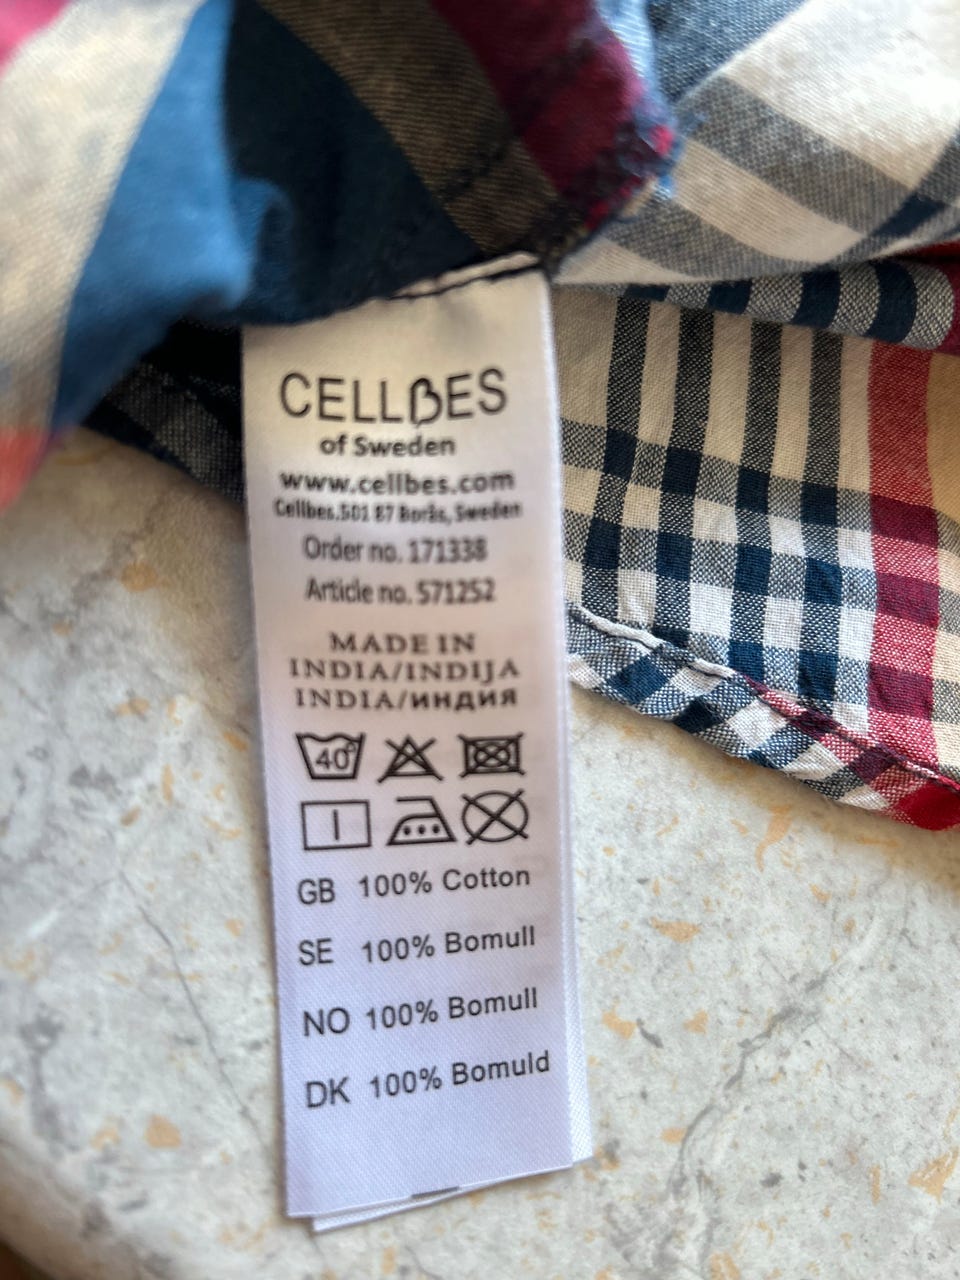 CELLBES
of Sweden
www.cellbes.com
Cellbes.501 87 Borås, Sweden
Order no. 171338
Article no. 571252
MADE IN
INDIA/INDIJA
INDIA/ИНДИЯ
40°
GB 100% Cotton
SE 100% Bomull
NO 100% Bomull
DK 100% Bomuld